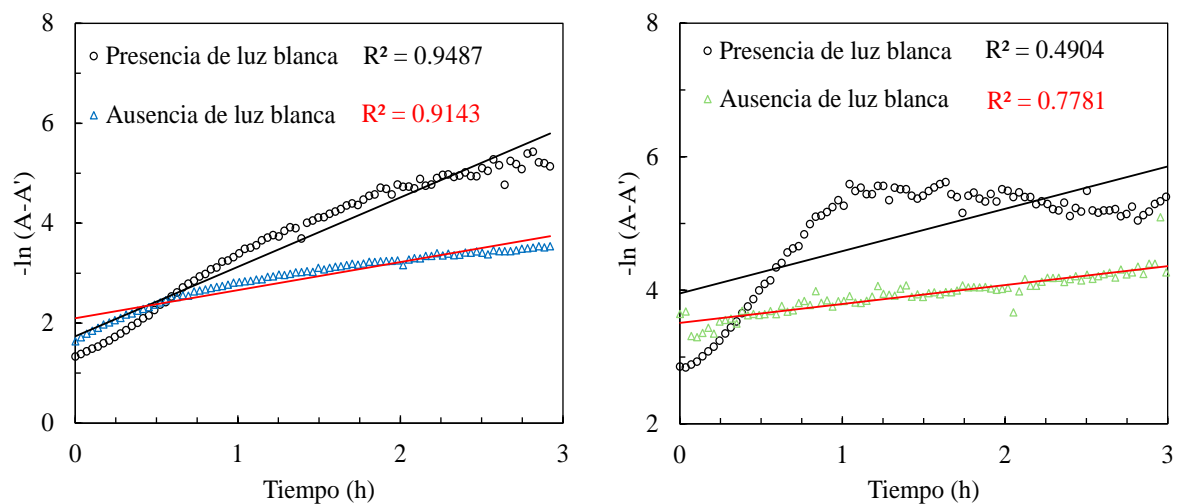 8
6
4
2
0
-ln (A-A')
Presencia de luz blanca R² = 0.9487
Ausencia de luz blanca R² = 0.9143
0 1 2 3
Tiempo (h)
8
6
4
2
-ln (A-A')
Presencia de luz blanca R² = 0.4904
Ausencia de luz blanca R² = 0.7781
0 1 2 3
Tiempo (h)